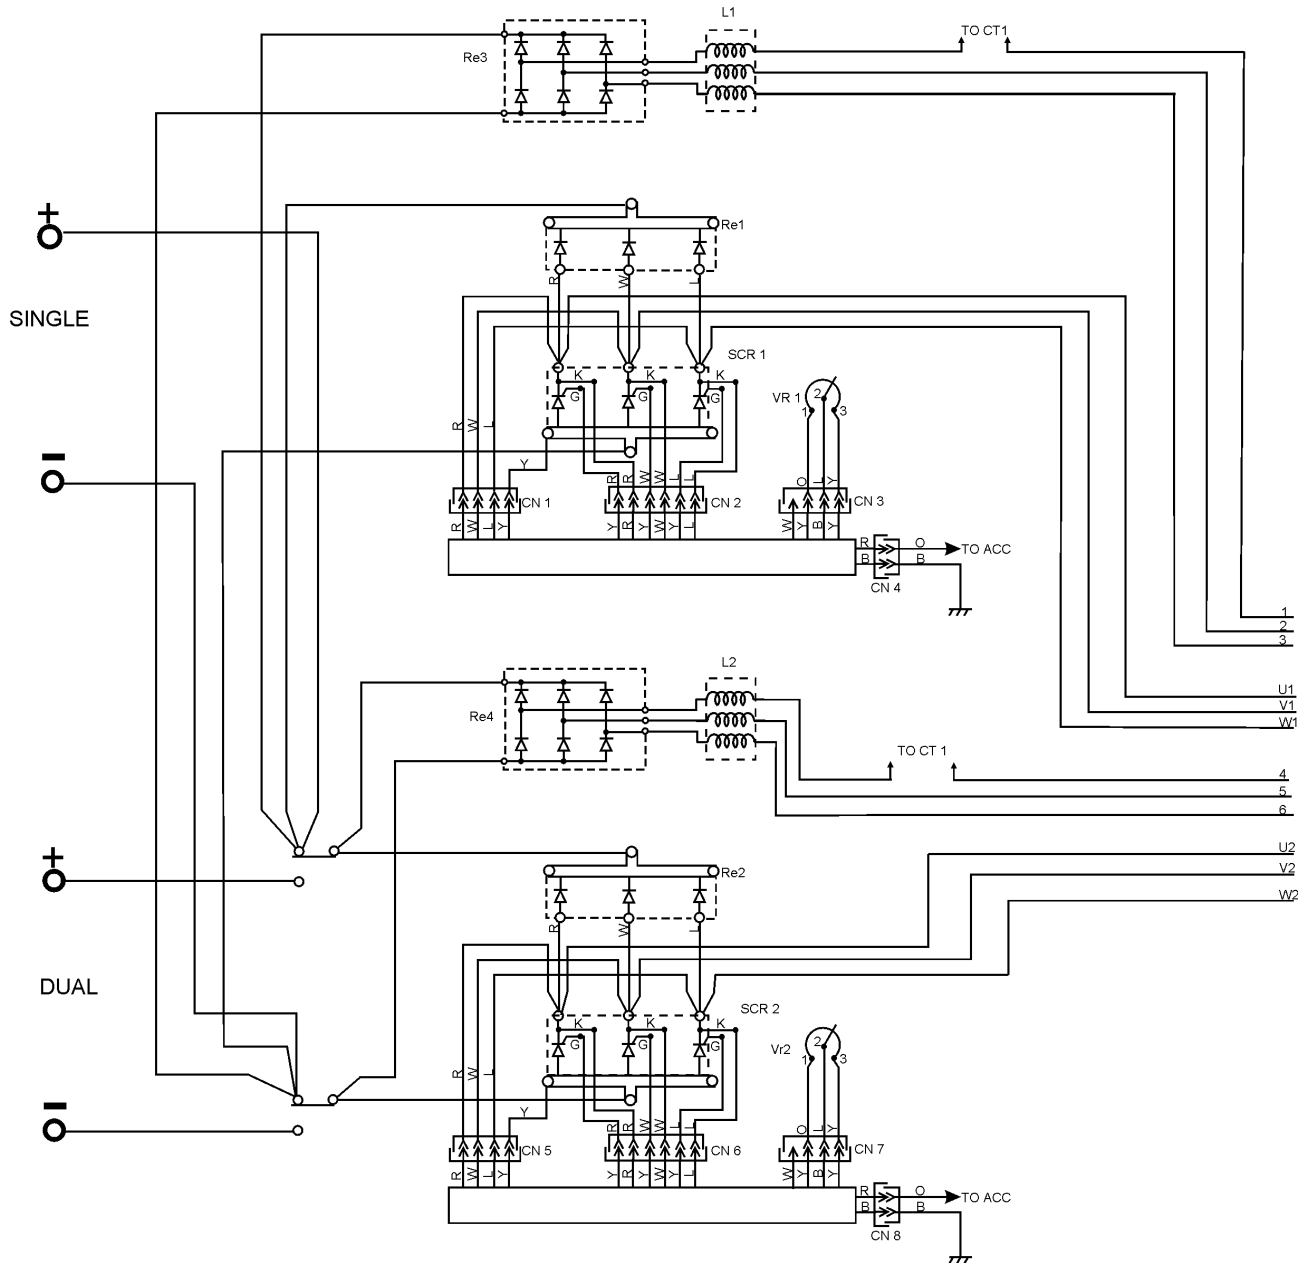 L1
TO CT1
Re3
+
Re1
R W L
SINGLE
SCR 1
K K K
G G G
VR 1
1 2 3
−
R W L
Y
R R W W L L
O L Y
CN 1
CN 2
CN 3
R W L Y
Y R Y W Y L
W Y B Y
R O TO ACC
B B
CN 4
1
2
3
L2
U1
V1
W1
Re4
TO CT 1
4
5
6
+
U2
V2
W2
Re2
R W L
DUAL
SCR 2
K K K
G G G
Vr2
1 2 3
−
R W L
Y
R R W W L L
O L Y
CN 5
CN 6
CN 7
R W L Y
Y R Y W Y L
W Y B Y
R O TO ACC
B B
CN 8